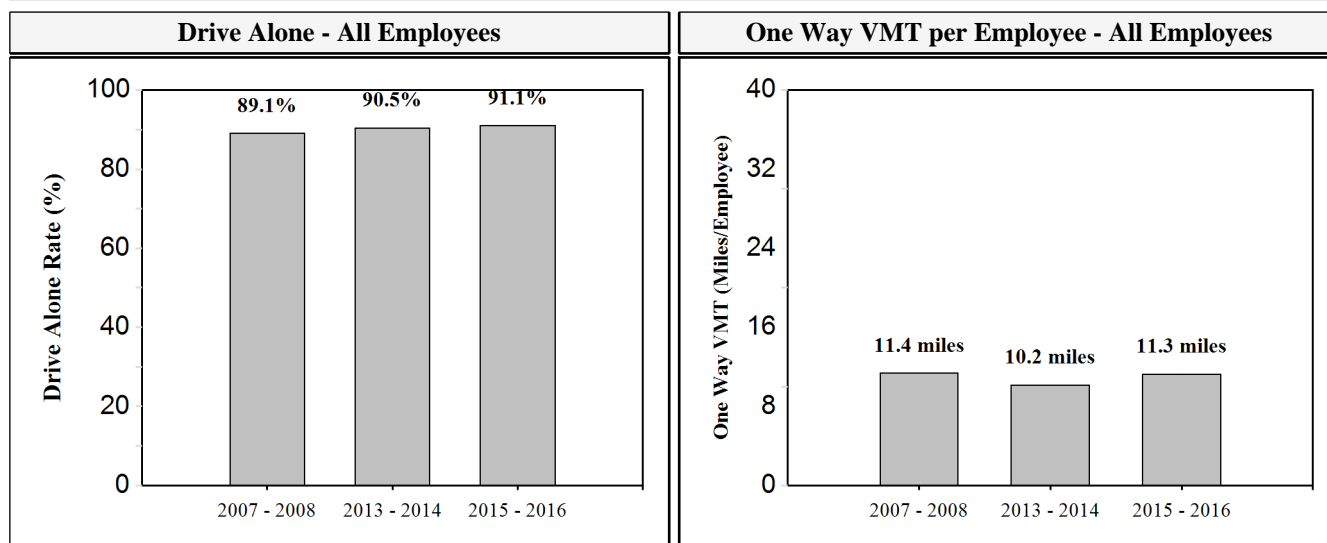 Drive Alone - All Employees
100
80
60
40
20
0
Drive Alone Rate (%)
89.1%
90.5%
91.1%
2007 - 2008
2013 - 2014
2015 - 2016
One Way VMT per Employee - All Employees
40
32
24
16
8
0
One Way VMT (Miles/Employee)
11.4 miles
10.2 miles
11.3 miles
2007 - 2008
2013 - 2014
2015 - 2016